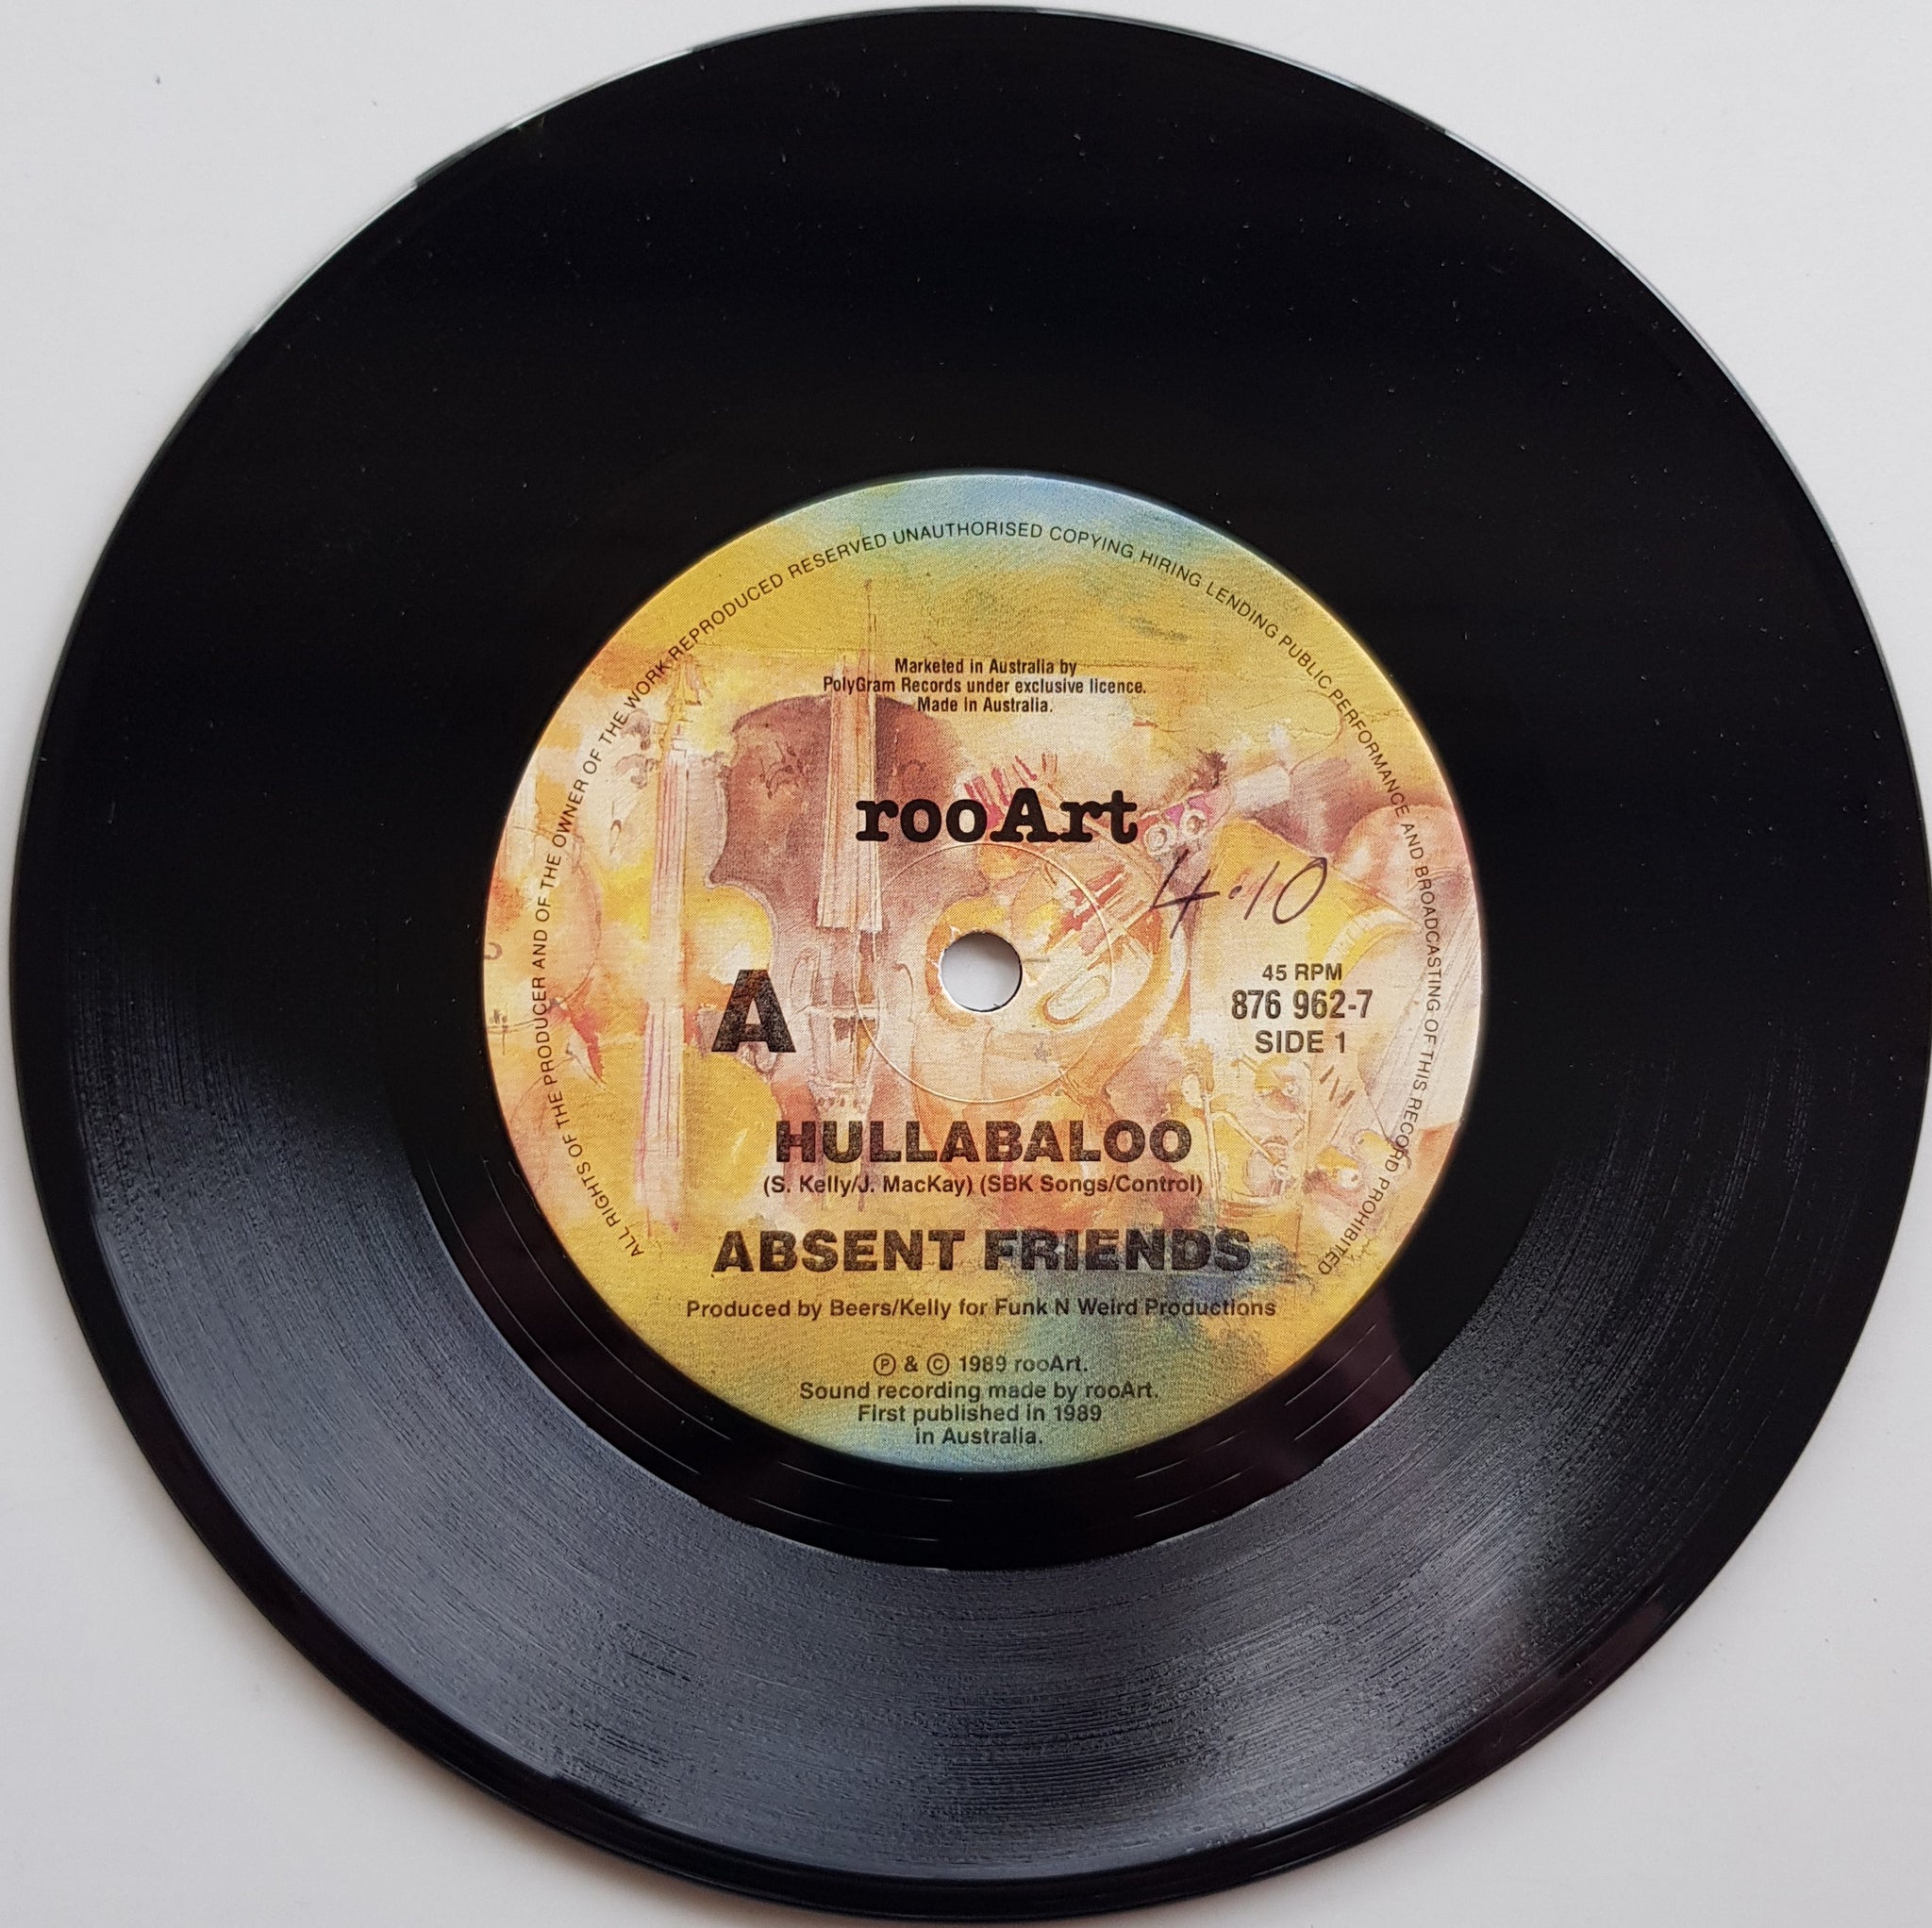 ALL RIGHTS OF THE PRODUCER AND OF THE OWNER OF THE WORK REPRODUCED RESERVED UNAUTHORISED COPYING HIRING LENDING PUBLIC PERFORMANCE AND BROADCASTING OF THIS RECORD PROHIBITED
Marketed in Australia by
PolyGram Records under exclusive licence.
Made in Australia.
rooArt
4·10
A
45 RPM
876 962-7
SIDE 1
HULLABALOO
(S. Kelly/J. MacKay) (SBK Songs/Control)
ABSENT FRIENDS
Produced by Beers/Kelly for Funk N Weird Productions
Ⓟ & © 1989 rooArt.
Sound recording made by rooArt.
First published in 1989
in Australia.